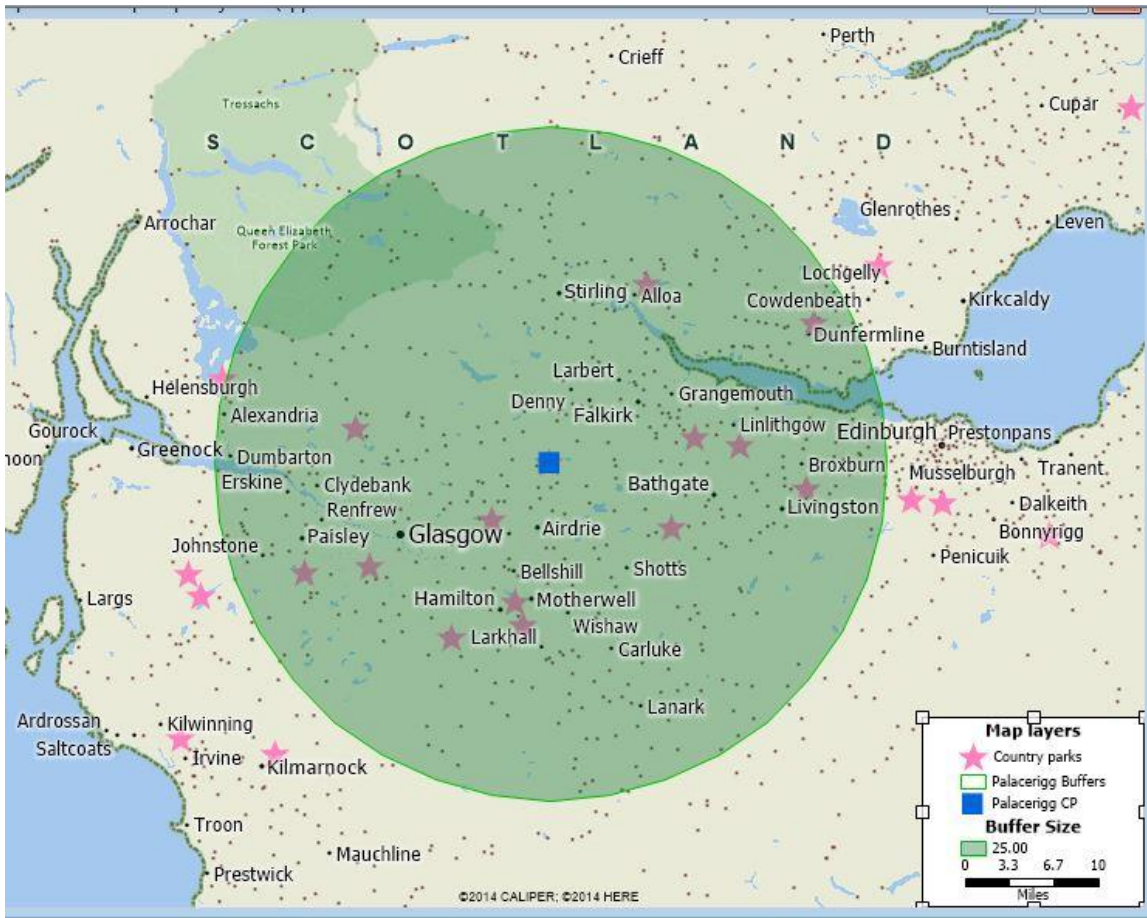 Perth
Crieff
Trossachs
Cupar
S C O T L A N D
Glenrothes
Arrochar
Leven
Queen Elizabeth
Forest Park
Lochgelly
Stirling
Alloa
Cowdenbeath
Kirkcaldy
Dunfermline
Burntisland
Larbert
Helensburgh
Grangemouth
Denny
Falkirk
Alexandria
Linlithgow
Gourock
Edinburgh
Prestonpans
Greenock
noon
Dumbarton
Broxburn
Tranent
Musselburgh
Erskine
Clydebank
Bathgate
Renfrew
Livingston
Dalkeith
Glasgow
Airdrie
Paisley
Bonnyrigg
Johnstone
Penicuik
Bellshill
Shotts
Largs
Hamilton
Motherwell
Wishaw
Larkhall
Carluke
Lanark
Ardrossan
Kilwinning
Saltcoats
Irvine
Kilmarnock
Troon
Mauchline
Prestwick
©2014 CALIPER; ©2014 HERE
Map layers
Country parks
Palacerigg Buffers
Palacerigg CP
Buffer Size
25.00
0 3.3 6.7 10
Miles